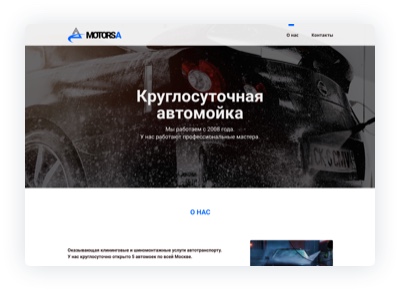 MOTORSA
О нас
Контакты
Круглосуточная
автомойка
Мы работаем с 2008 года.
У нас работают профессиональные мастера.
О НАС
Оказывающая клининговые и шиномонтажные услуги автотранспорту.
У нас круглосуточно открыто 5 автомоек по всей Москве.